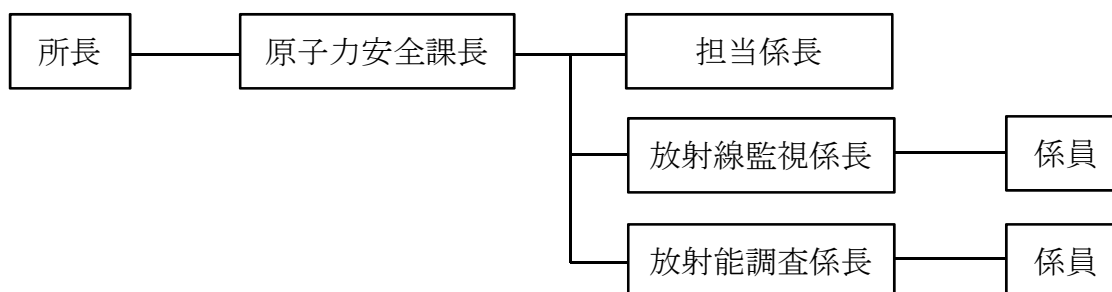 所長
原子力安全課長
担当係長
放射線監視係長
係員
放射能調査係長
係員